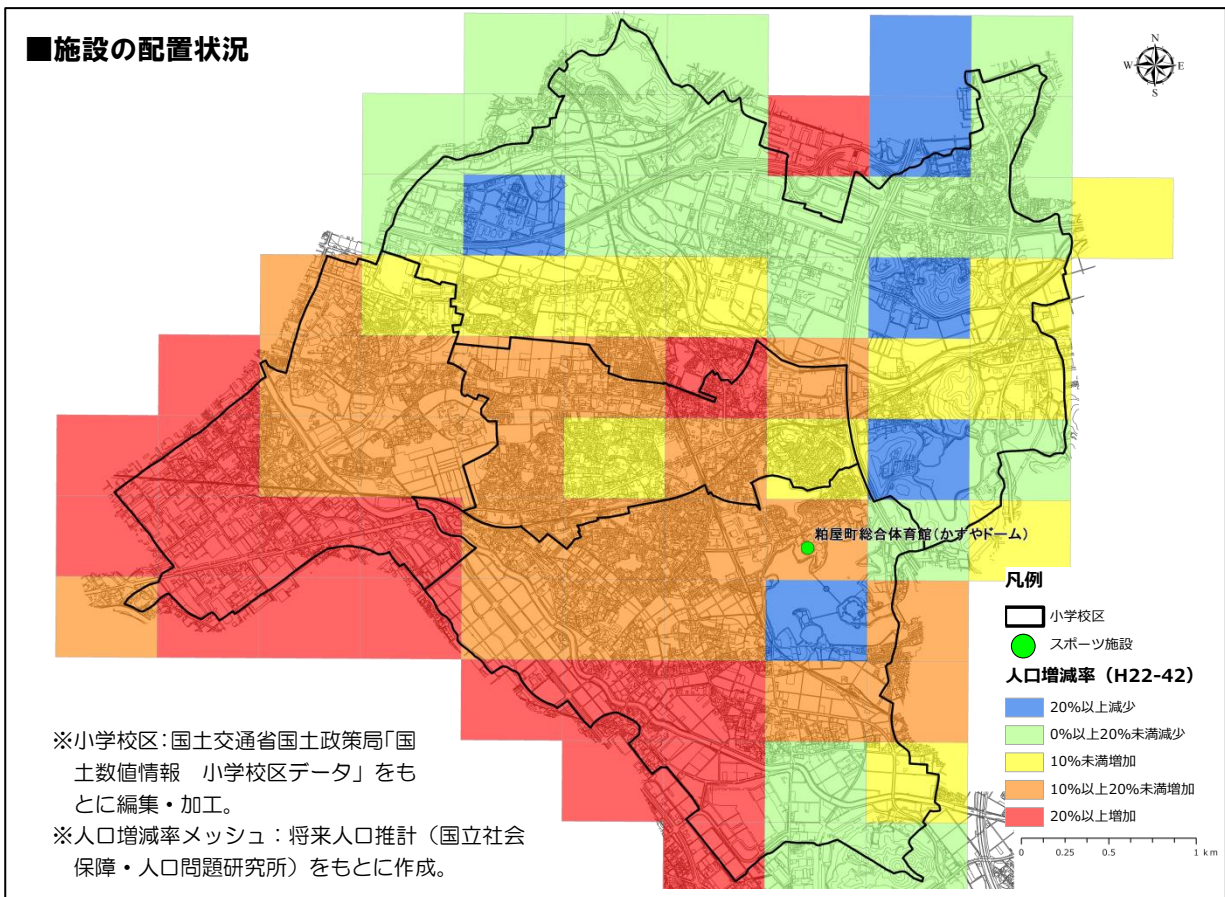 ■施設の配置状況
N
W E
S
粕屋町総合体育館(かすやドーム)
凡例
小学校区
スポーツ施設
人口増減率(H22-42)
20%以上減少
0%以上20%未満減少
10%未満増加
10%以上20%未満増加
20%以上増加
0 0.25 0.5 1 km
※小学校区:国土交通省国土政策局「国
土数値情報 小学校区データ」をも
とに編集・加工。
※人口増減率メッシュ:将来人口推計(国立社会
保障・人口問題研究所)をもとに作成。